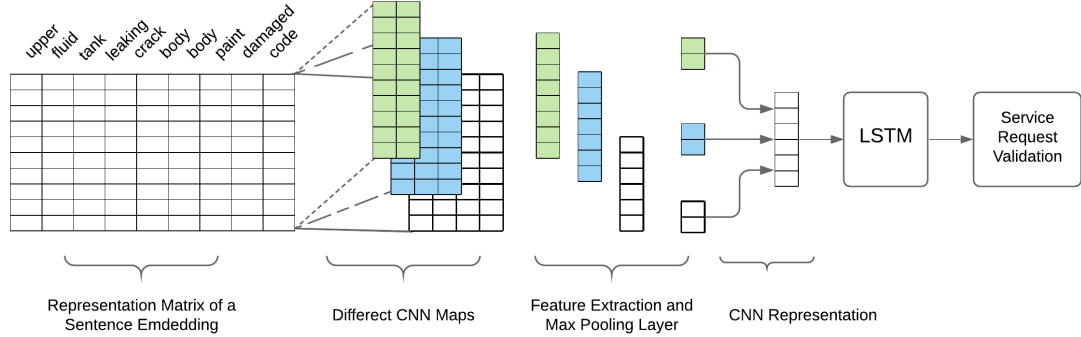 upper
fluid
tank
leaking
crack
body
body
paint
damaged
code
LSTM
Service
Request
Validation
Representation Matrix of a
Sentence Emdedding
Differect CNN Maps
Feature Extraction and
Max Pooling Layer
CNN Representation